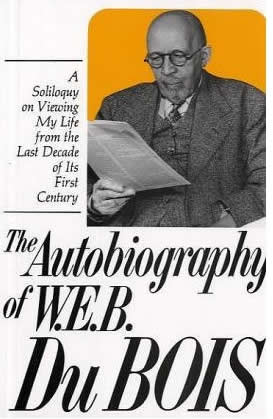 A
Soliloquy
on Viewing
My Life
from the
Last Decade
of Its
First
Century
The Autobiography
of W.E.B.
Du BOIS